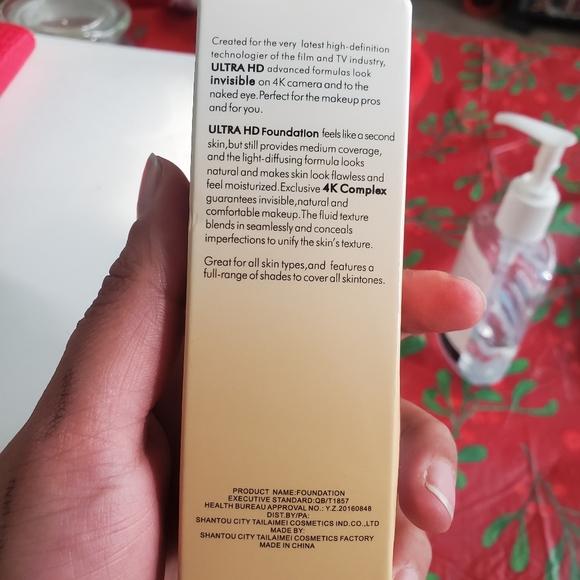 Created for the very latest high-definition
technologier of the film and TV industry,
ULTRA HD advanced formulas look
invisible on 4K camera and to the
naked eye.Perfect for the makeup pros
and for you.
ULTRA HD Foundation feels like a second
skin,but still provides medium coverage,
and the light-diffusing formula looks
natural and makes skin look flawless and
feel moisturized.Exclusive 4K Complex
guarantees invisible,natural and
comfortable makeup.The fluid texture
blends in seamlessly and conceals
imperfections to unify the skin's texture.
Great for all skin types,and features a
full-range of shades to cover all skintones.
PRODUCT NAME:FOUNDATION
EXECUTIVE STANDARD:QB/T1857
HEALTH BUREAU APPROVAL NO.: Y.Z.20160848
DIST.BY/PA:
SHANTOU CITY TAILAIMEI COSMETICS IND.CO.,LTD
MADE BY:
SHANTOU CITY TAILAIMEI COSMETICS FACTORY
MADE IN CHINA